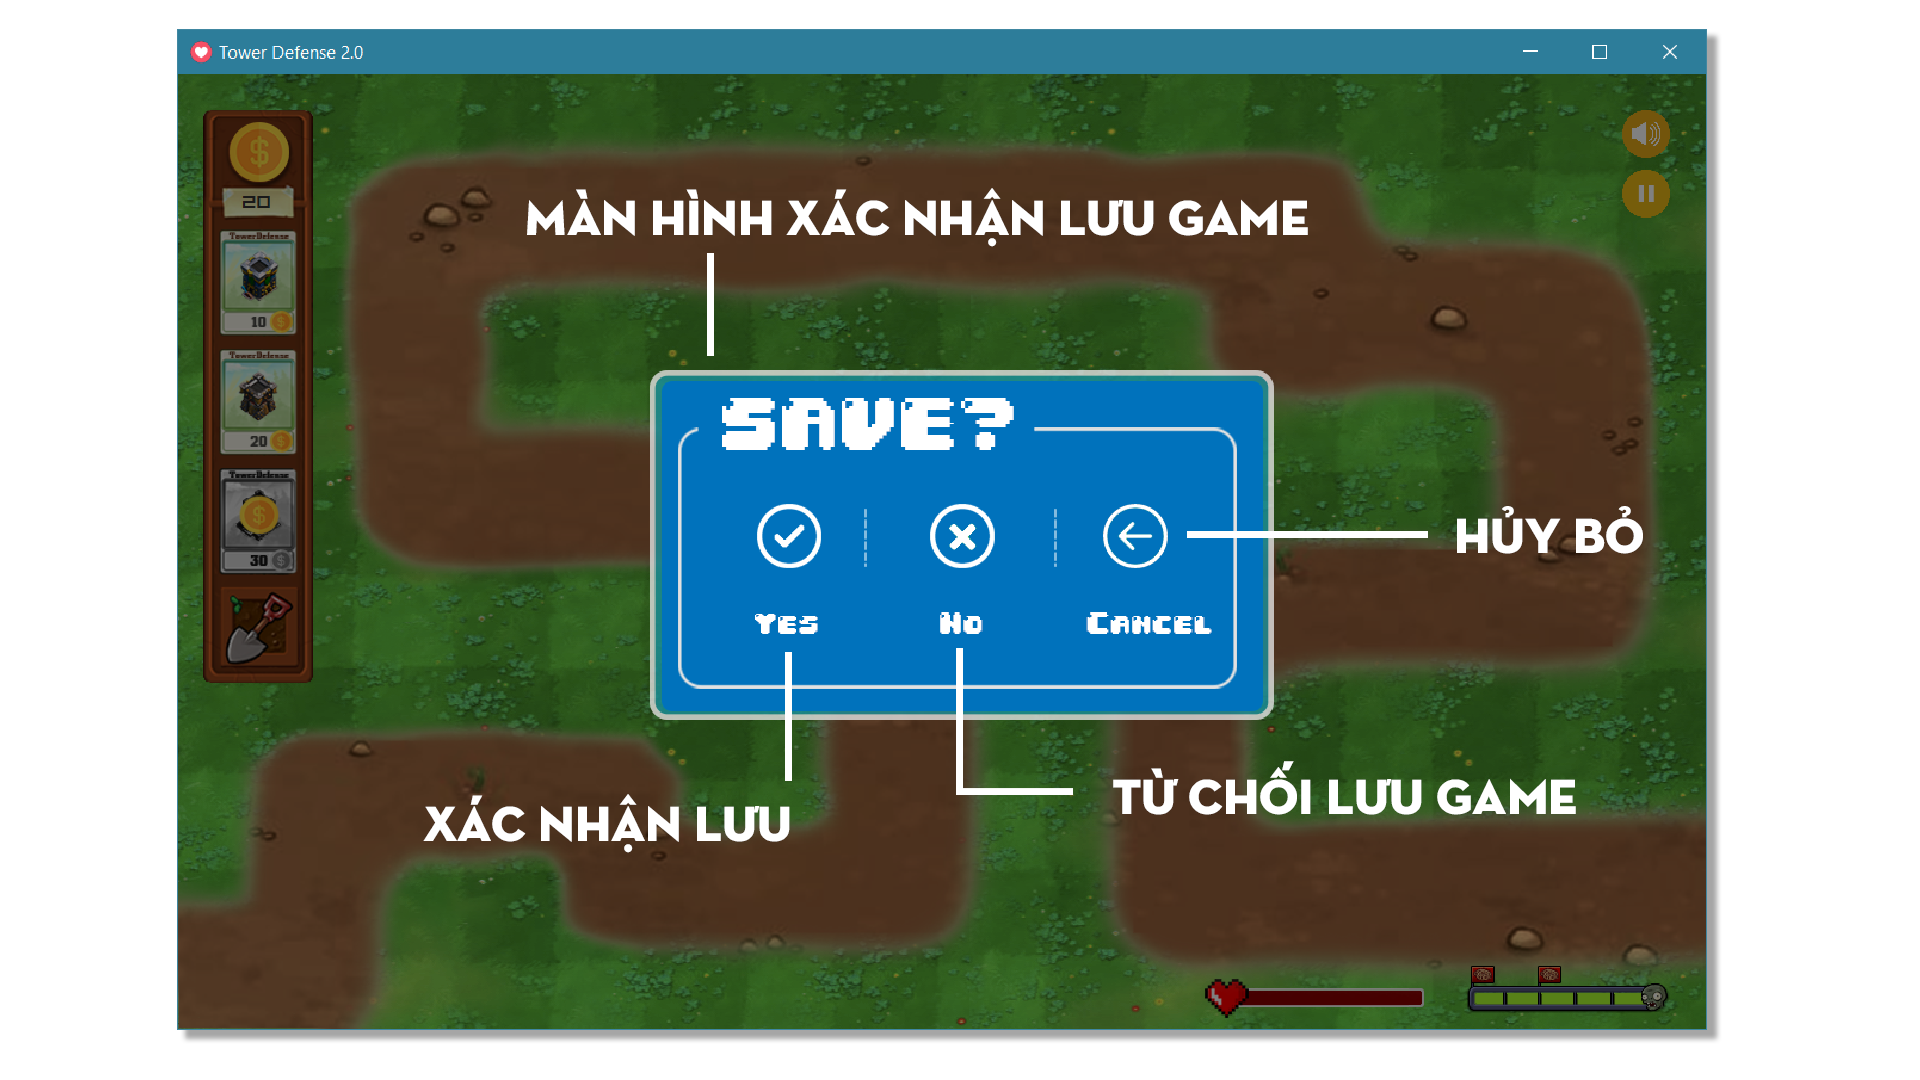 Tower Defense 2.0
20
TowerDefense
10
TowerDefense
20
TowerDefense
30
MÀN HÌNH XÁC NHẬN LƯU GAME
SAVE?
Yes
No
Cancel
HỦY BỎ
XÁC NHẬN LƯU
TỪ CHỐI LƯU GAME